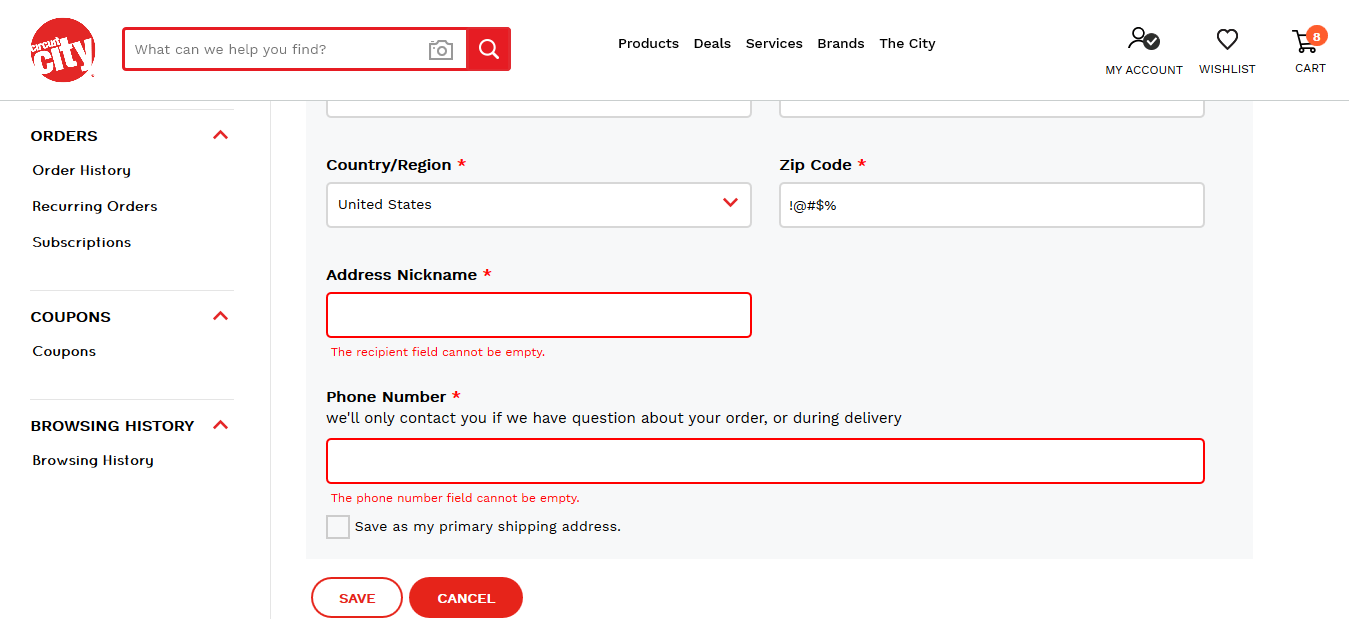 circuit
city
What can we help you find?
Products Deals Services Brands The City
8
MY ACCOUNT WISHLIST CART
ORDERS
Order History
Recurring Orders
Subscriptions
COUPONS
Coupons
BROWSING HISTORY
Browsing History
Country/Region * Zip Code *
United States !@#$%
Address Nickname *
The recipient field cannot be empty.
Phone Number *
we'll only contact you if we have question about your order, or during delivery
The phone number field cannot be empty.
Save as my primary shipping address.
SAVE CANCEL